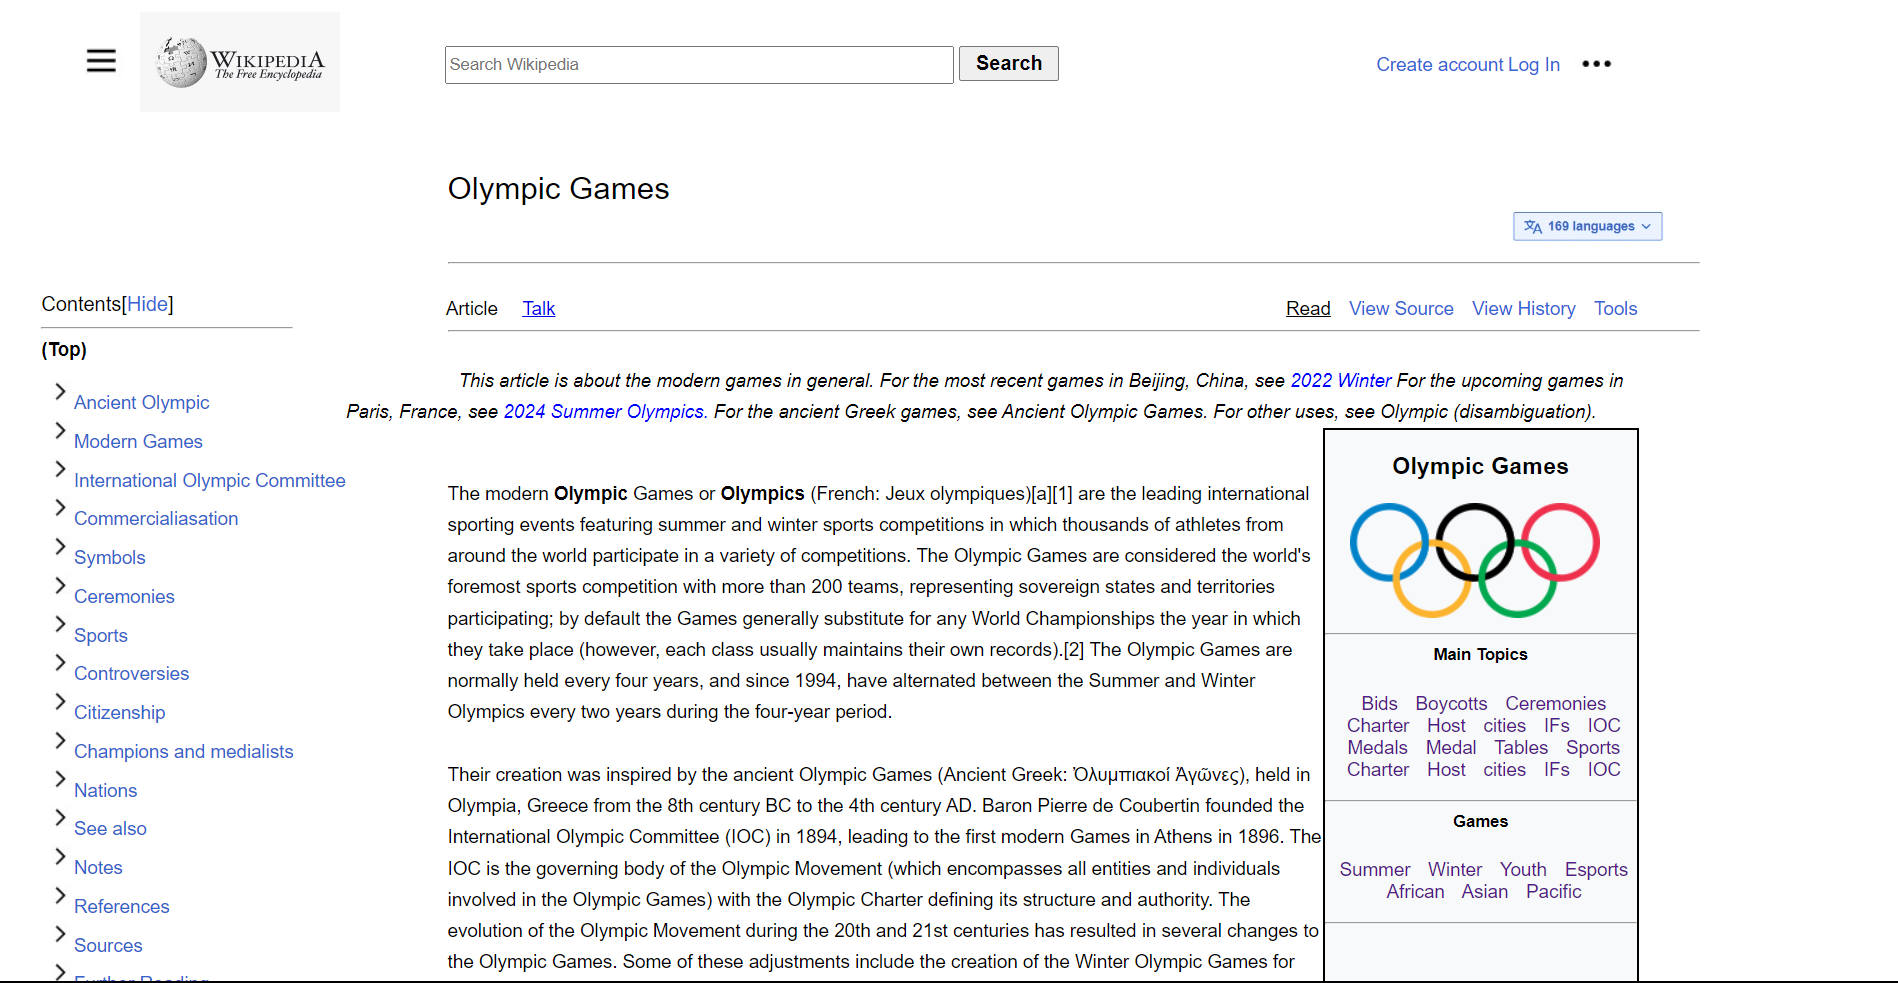 WIKIPEDIA
The Free Encyclopedia
Search Wikipedia
Search
Create account Log In
Olympic Games
169 languages
Contents[Hide]
(Top)
Ancient Olympic
Modern Games
International Olympic Committee
Commercialiasation
Symbols
Ceremonies
Sports
Controversies
Citizenship
Champions and medialists
Nations
See also
Notes
References
Sources
Further Reading
Article Talk
Read View Source View History Tools
This article is about the modern games in general. For the most recent games in Beijing, China, see 2022 Winter For the upcoming games in
Paris, France, see 2024 Summer Olympics. For the ancient Greek games, see Ancient Olympic Games. For other uses, see Olympic (disambiguation).
The modern Olympic Games or Olympics (French: Jeux olympiques)[a][1] are the leading international
sporting events featuring summer and winter sports competitions in which thousands of athletes from
around the world participate in a variety of competitions. The Olympic Games are considered the world's
foremost sports competition with more than 200 teams, representing sovereign states and territories
participating; by default the Games generally substitute for any World Championships the year in which
they take place (however, each class usually maintains their own records).[2] The Olympic Games are
normally held every four years, and since 1994, have alternated between the Summer and Winter
Olympics every two years during the four-year period.
Their creation was inspired by the ancient Olympic Games (Ancient Greek: Ὀλυμπιακοί Ἀγῶνες), held in
Olympia, Greece from the 8th century BC to the 4th century AD. Baron Pierre de Coubertin founded the
International Olympic Committee (IOC) in 1894, leading to the first modern Games in Athens in 1896. The
IOC is the governing body of the Olympic Movement (which encompasses all entities and individuals
involved in the Olympic Games) with the Olympic Charter defining its structure and authority. The
evolution of the Olympic Movement during the 20th and 21st centuries has resulted in several changes to
the Olympic Games. Some of these adjustments include the creation of the Winter Olympic Games for
Olympic Games
Main Topics
Bids Boycotts Ceremonies
Charter Host cities IFs IOC
Medals Medal Tables Sports
Charter Host cities IFs IOC
Games
Summer Winter Youth Esports
African Asian Pacific